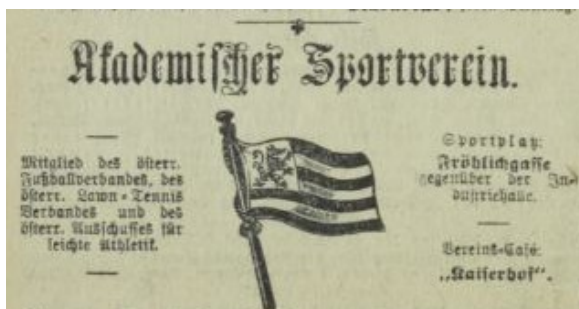 Akademischer Sportverein.
Mitglied des österr.
Fußballverbandes, des
österr. Lawn-Tennis
Verbandes und des
österr. Ausschusses für
leichte Athletik.
Sportplatz:
Fröhlichgasse
gegenüber der In-
dustriehalle.
Vereins-Café:
„Kaiserhof“.